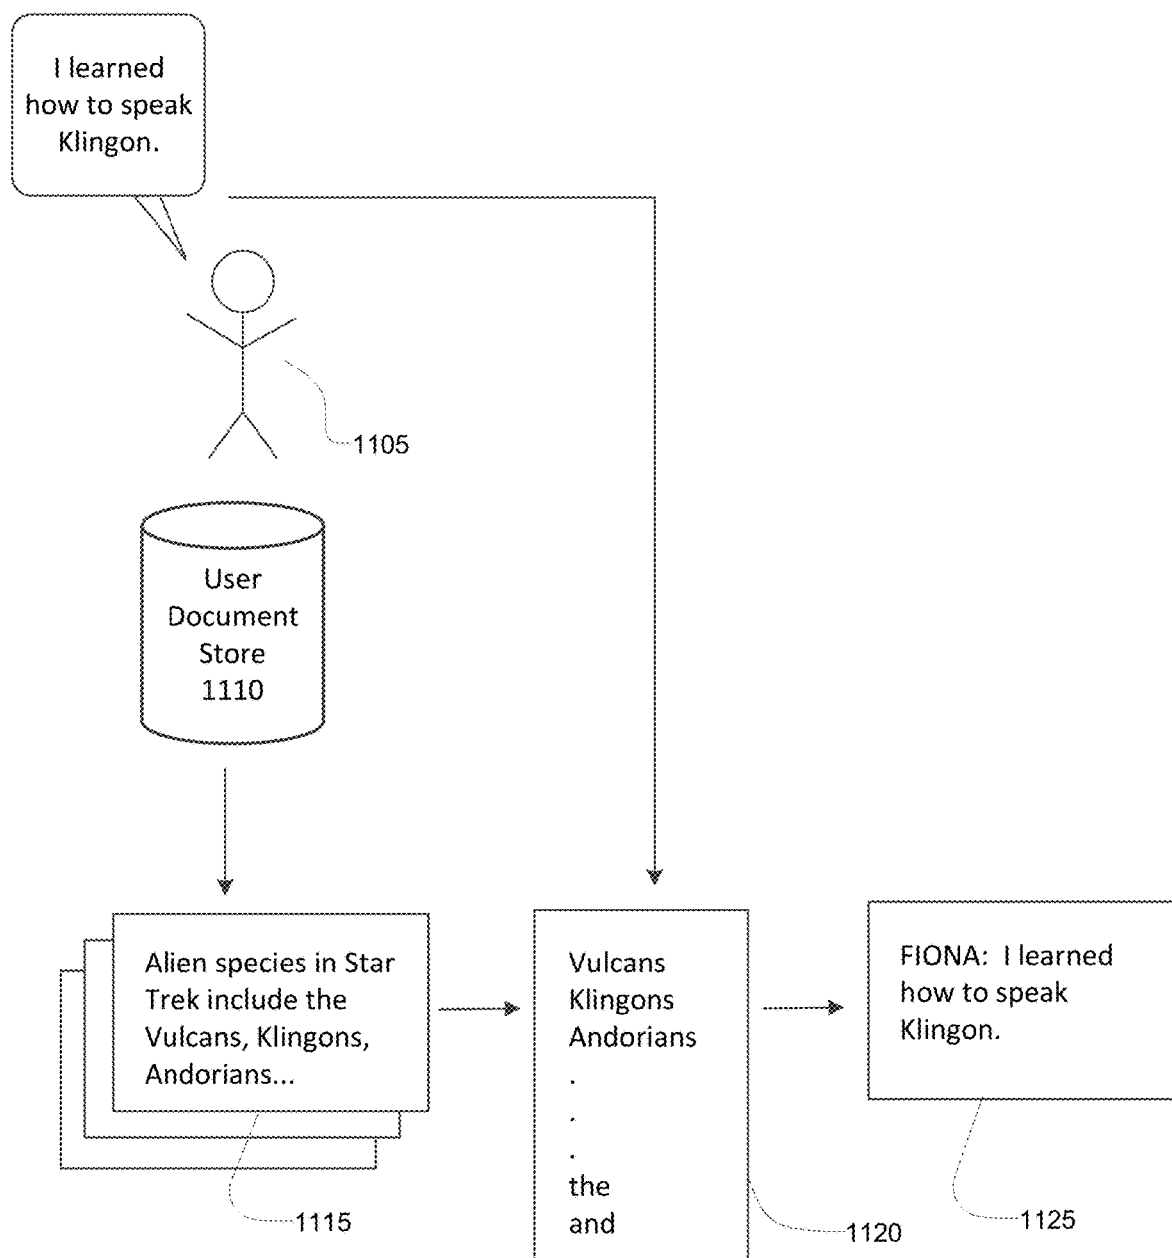 I learned
how to speak
Klingon.
1105
User
Document
Store
1110
Alien species in Star
Trek include the
Vulcans, Klingons,
Andorians...
1115
Vulcans
Klingons
Andorians
.
.
.
the
and
1120
FIONA: I learned
how to speak
Klingon.
1125